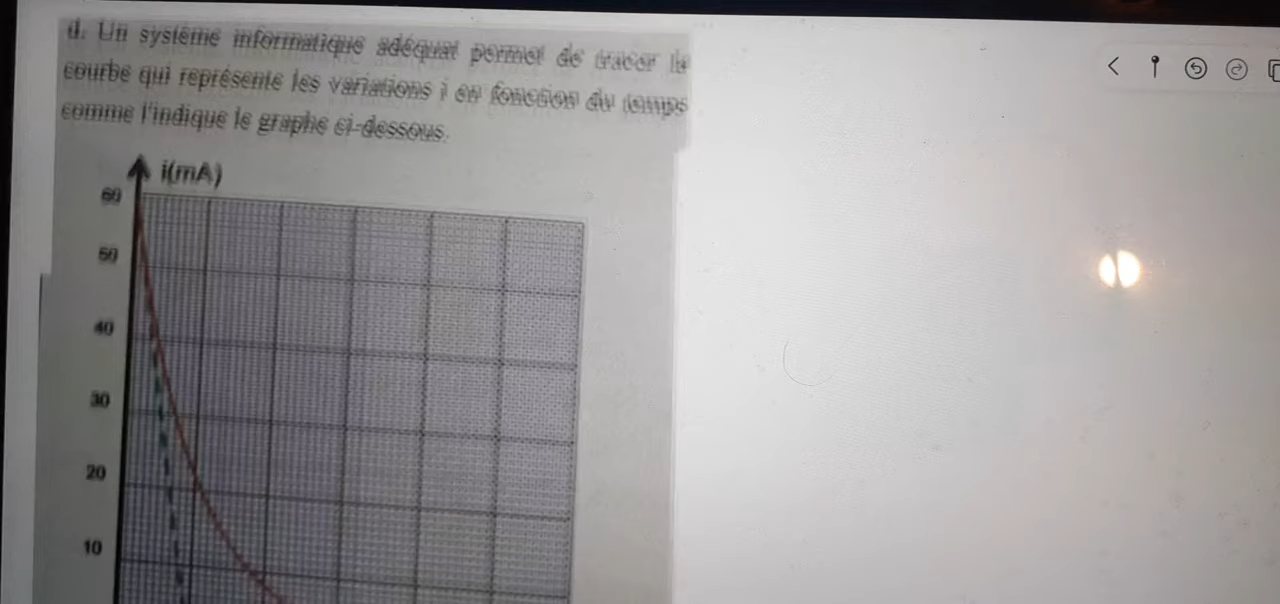 d. Un système informatique adéquat permet de tracer la
courbe qui représente les variations i en fonction du temps
comme l'indique le graphe ci-dessous.
i(mA)
60
50
40
30
20
10